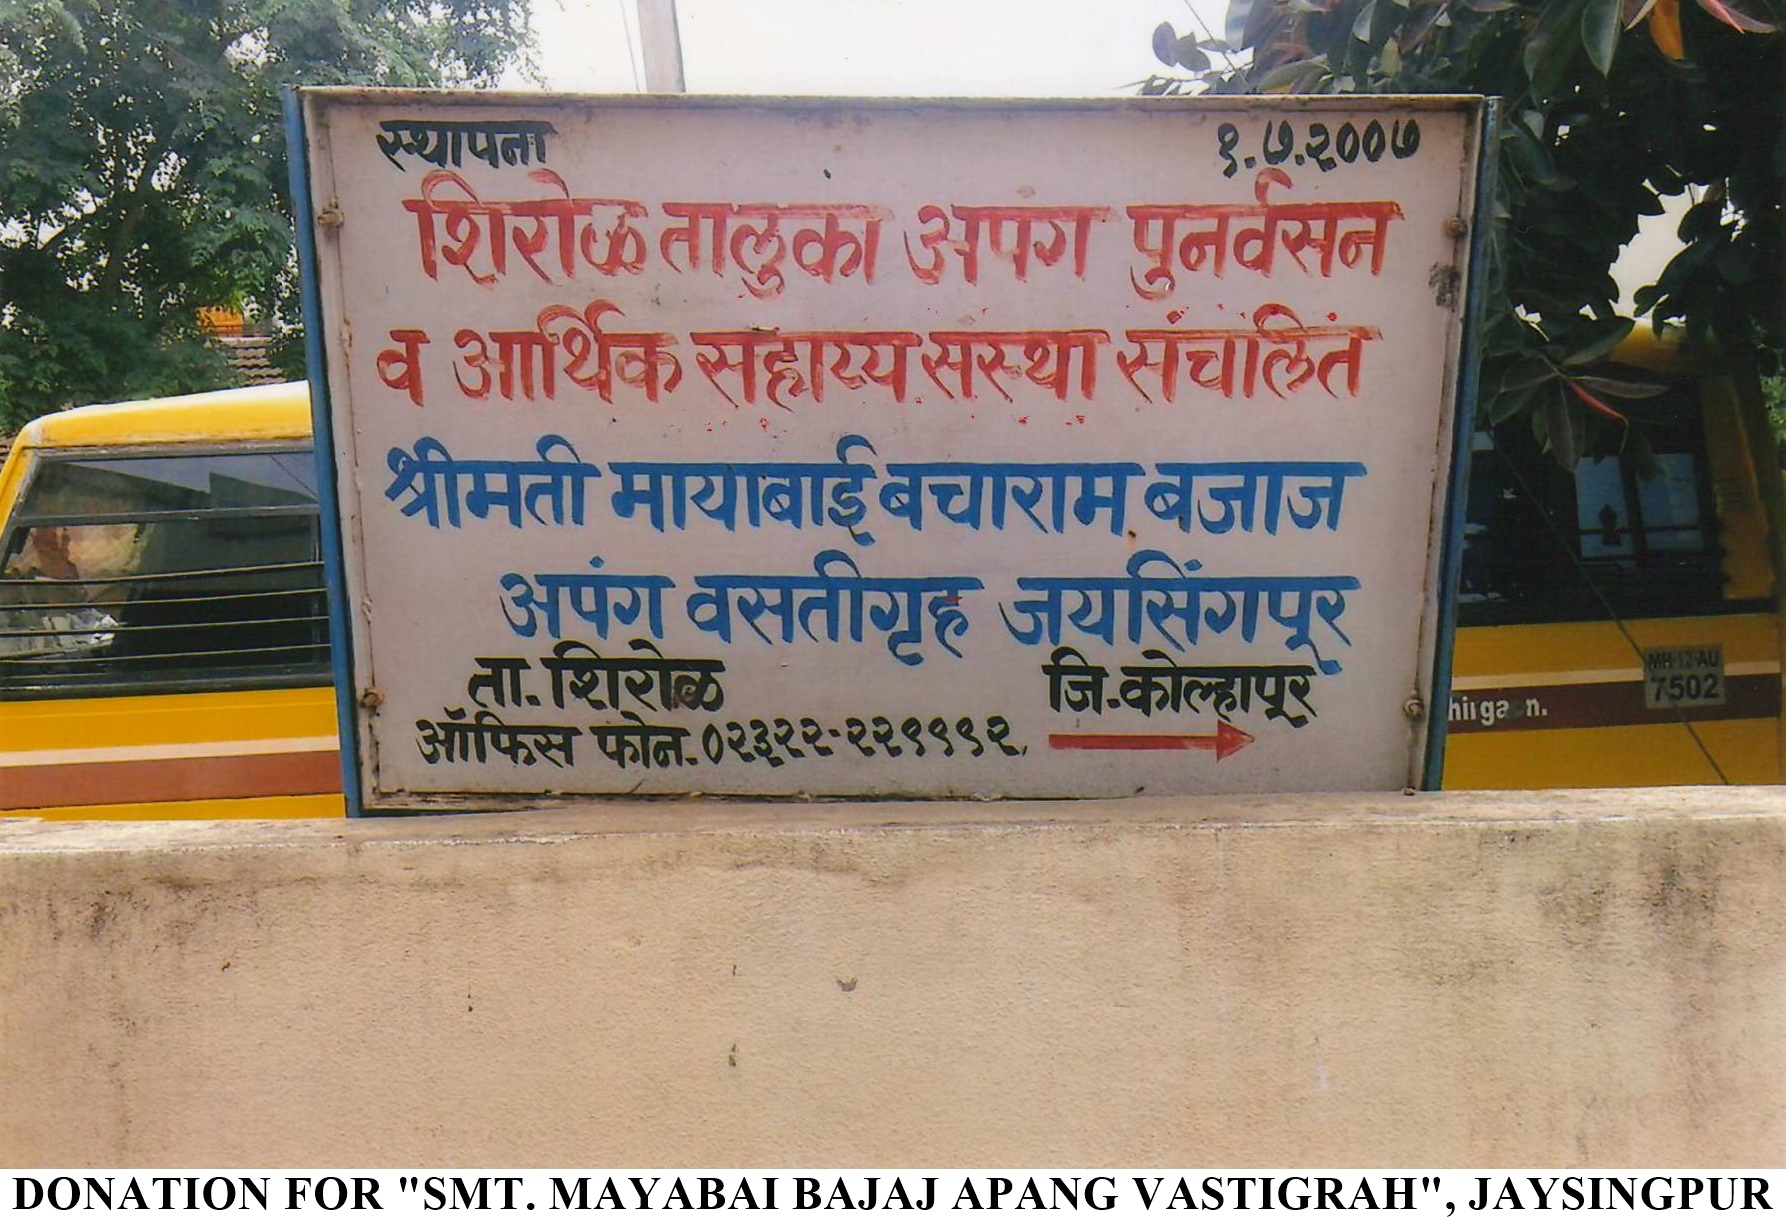 स्थापना १.७.२००७
शिरोळ तालुका अपंग पुनर्वसन
व आर्थिक सहाय्य संस्था संचलित
श्रीमती मायाबाई बचाराम बजाज
अपंग वसतीगृह जयसिंगपूर
ता. शिरोळ जि. कोल्हापूर
ऑफिस फोन. ०२३२२-२२९९९२.
MH-12-AU
7502
DONATION FOR "SMT. MAYABAI BAJAJ APANG VASTIGRAH", JAYSINGPUR